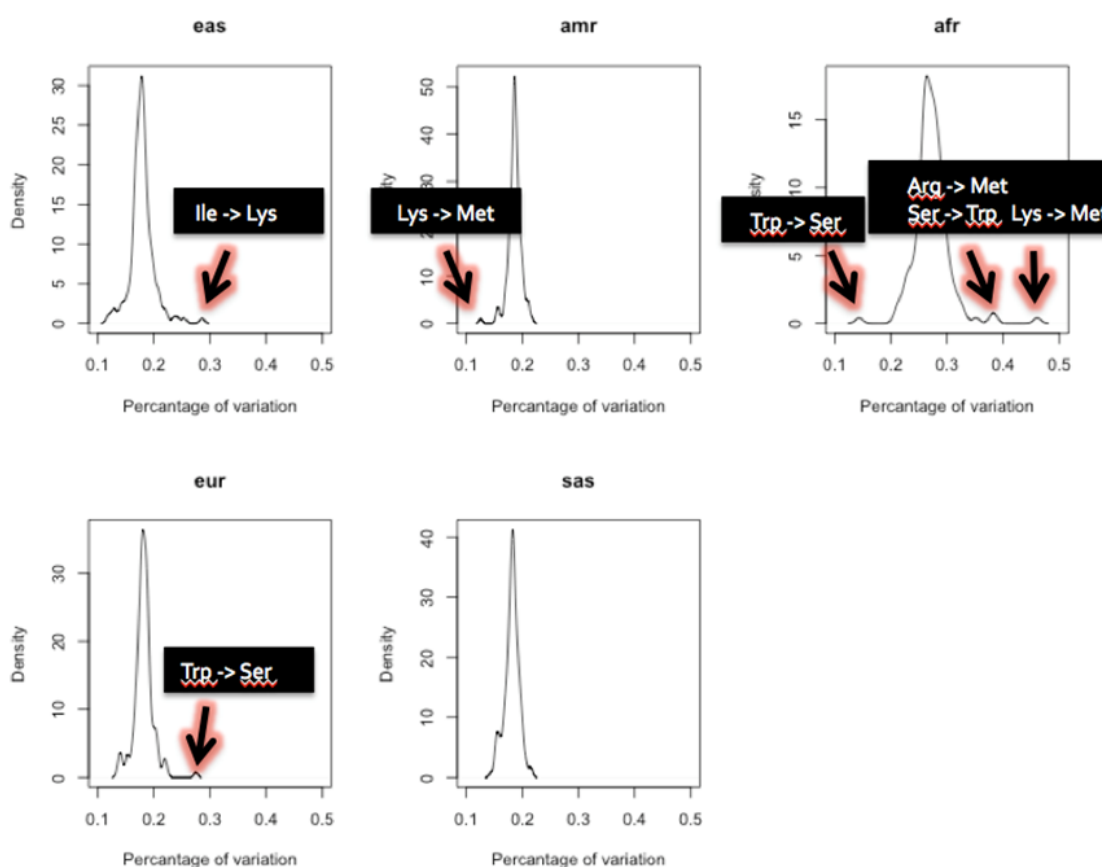 eas
Density
30
25
20
15
10
5
0
Ile -> Lys
0.1 0.2 0.3 0.4 0.5
Percantage of variation
amr
Density
50
40
30
10
0
Lys -> Met
0.1 0.2 0.3 0.4 0.5
Percantage of variation
afr
15
5
0
Trp -> Ser
Arg -> Met
Ser -> Trp Lys -> Met
0.1 0.2 0.3 0.4 0.5
Percantage of variation
eur
Density
30
20
10
0
Trp -> Ser
0.1 0.2 0.3 0.4 0.5
Percantage of variation
sas
Density
40
30
20
10
0
0.1 0.2 0.3 0.4 0.5
Percantage of variation